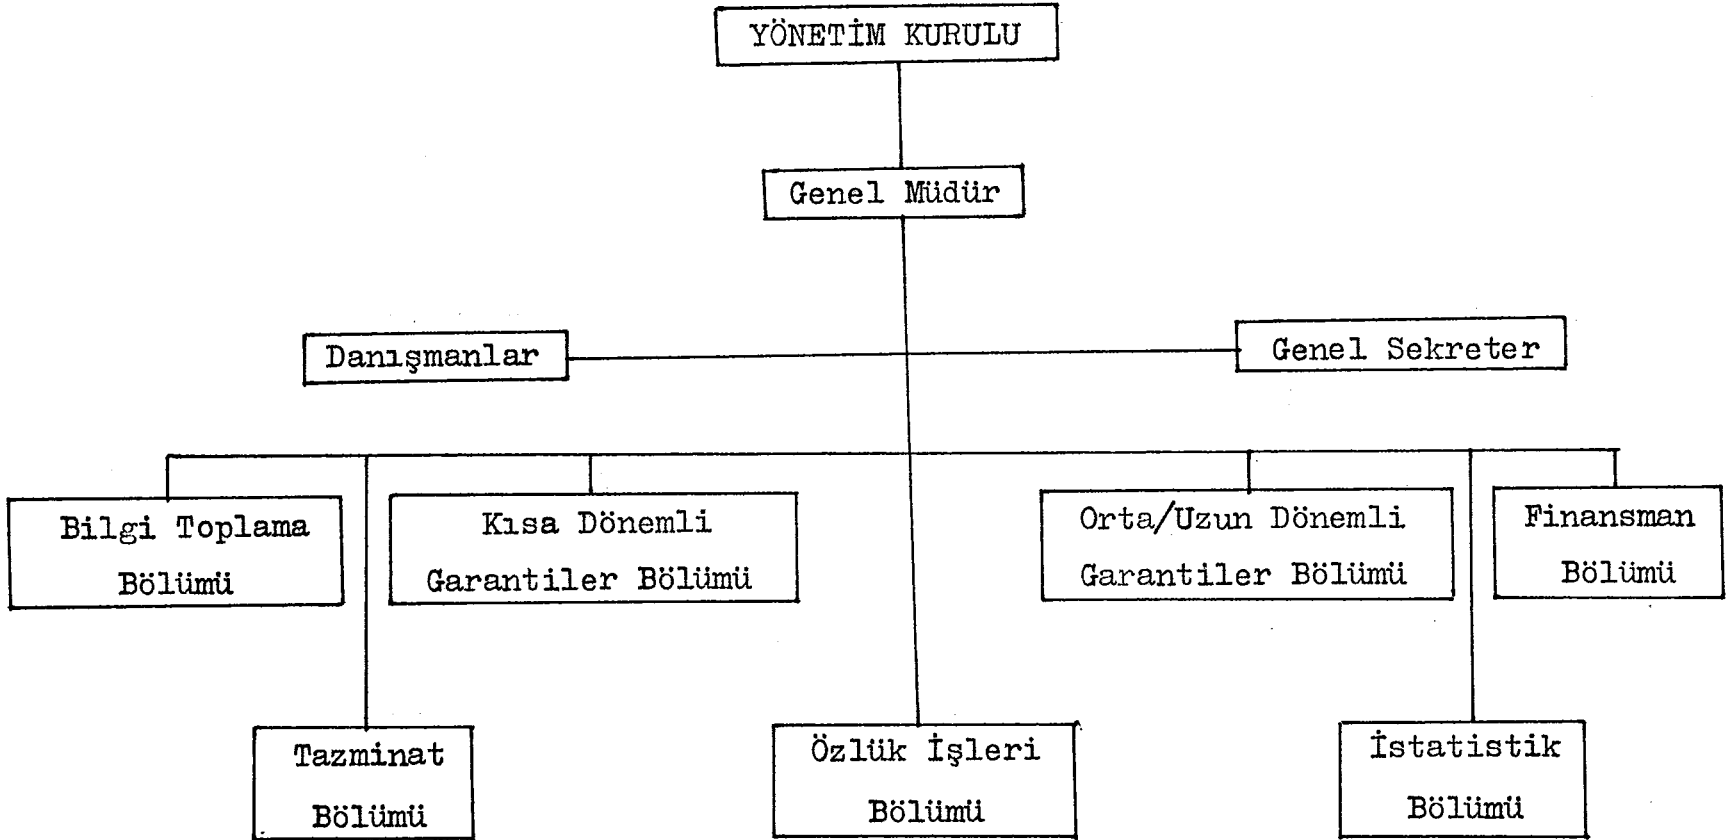 YÖNETİM KURULU
Genel Müdür
Danışmanlar
Genel Sekreter
Bilgi Toplama
Bölümü
Kısa Dönemli
Garantiler Bölümü
Orta/Uzun Dönemli
Garantiler Bölümü
Finansman
Bölümü
Tazminat
Bölümü
Özlük İşleri
Bölümü
İstatistik
Bölümü